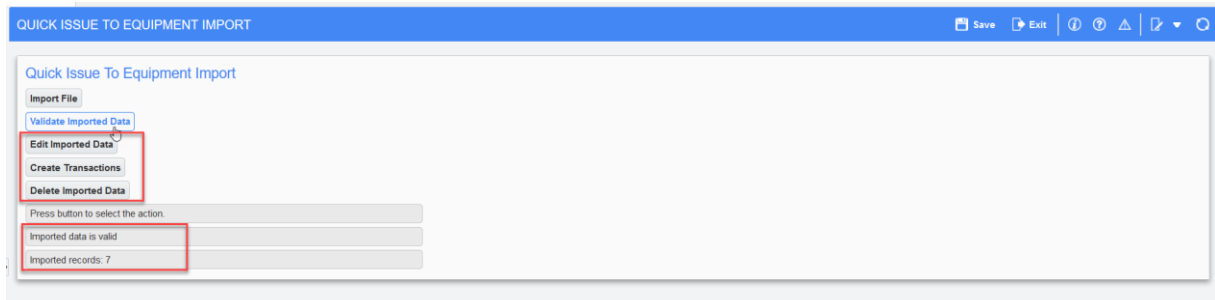 QUICK ISSUE TO EQUIPMENT IMPORT Save Exit
Quick Issue To Equipment Import
Import File
Validate Imported Data
Edit Imported Data
Create Transactions
Delete Imported Data
Press button to select the action.
Imported data is valid
Imported records: 7